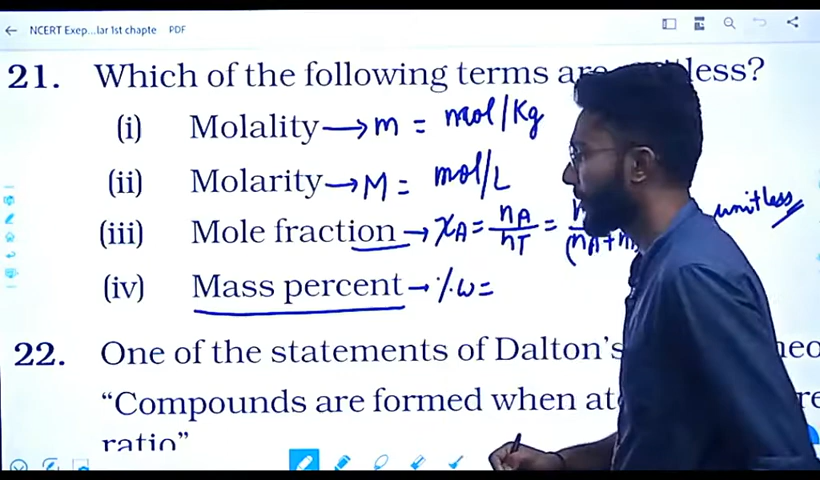 NCERT Exep...lar 1st chapte PDF
21. Which of the following terms are less?
(i) Molality → m = mol/Kg
(ii) Molarity → M = mol/L
(iii) Mole fraction → χA = nA/nT = (nA+ unitless
(iv) Mass percent → %w =
22. One of the statements of Dalton's
"Compounds are formed when
ratio"